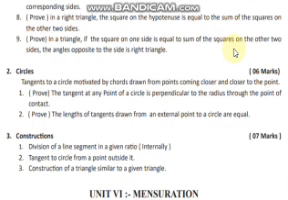 corresponding sides.
www.BANDICAM.com
8. ( Prove ) in a right triangle, the square on the hypotenuse is equal to the sum of the squares on
the other two sides.
9. ( Prove) In a triangle, if the square on one side is equal to sum of the squares on the other two
sides, the angles opposite to the side is right triangle.
2. Circles ( 06 Marks)
Tangents to a circle motivated by chords drawn from points coming closer and closer to the point.
1. ( Prove) The tangent at any Point of a circle is perpendicular to the radius through the point of
contact.
2. ( Prove ) The lengths of tangents drawn from an external point to a circle are equal.
3. Constructions ( 07 Marks )
1. Division of a line segment in a given ratio ( Internally )
2. Tangent to circle from a point outside it.
3. Construction of a triangle similar to a given triangle.
UNIT VI :- MENSURATION